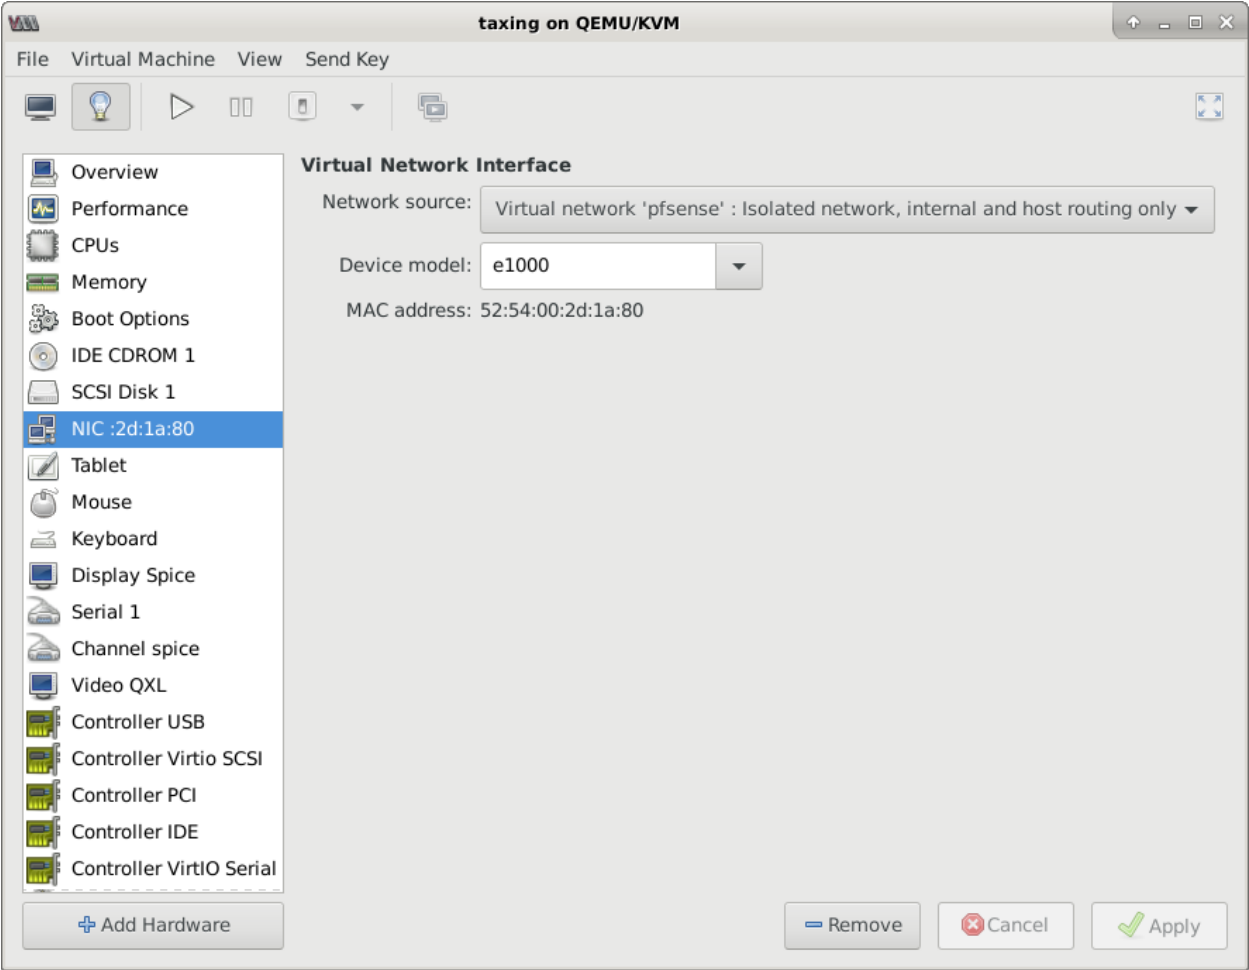 taxing on QEMU/KVM
File Virtual Machine View Send Key
Overview
Performance
CPUs
Memory
Boot Options
IDE CDROM 1
SCSI Disk 1
NIC :2d:1a:80
Tablet
Mouse
Keyboard
Display Spice
Serial 1
Channel spice
Video QXL
Controller USB
Controller Virtio SCSI
Controller PCI
Controller IDE
Controller VirtIO Serial
Add Hardware
Virtual Network Interface
Network source: Virtual network 'pfsense' : Isolated network, internal and host routing only
Device model: e1000
MAC address: 52:54:00:2d:1a:80
Remove Cancel Apply